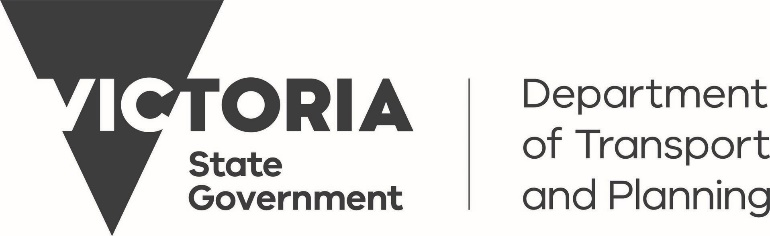 VICTORIA
State
Government
Department
of Transport
and Planning